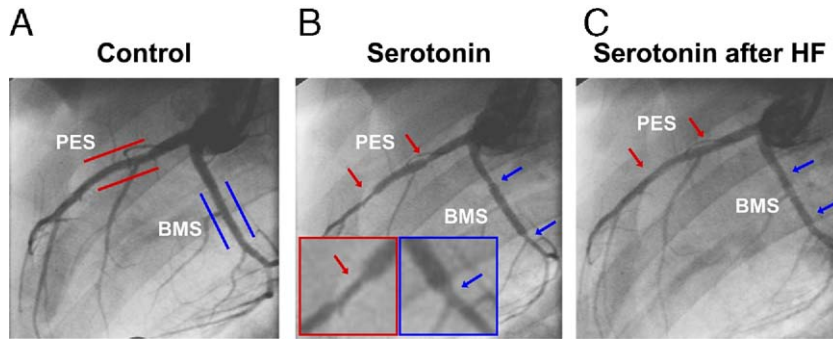 A
Control
PES
BMS
B
Serotonin
PES
BMS
C
Serotonin after HF
PES
BMS